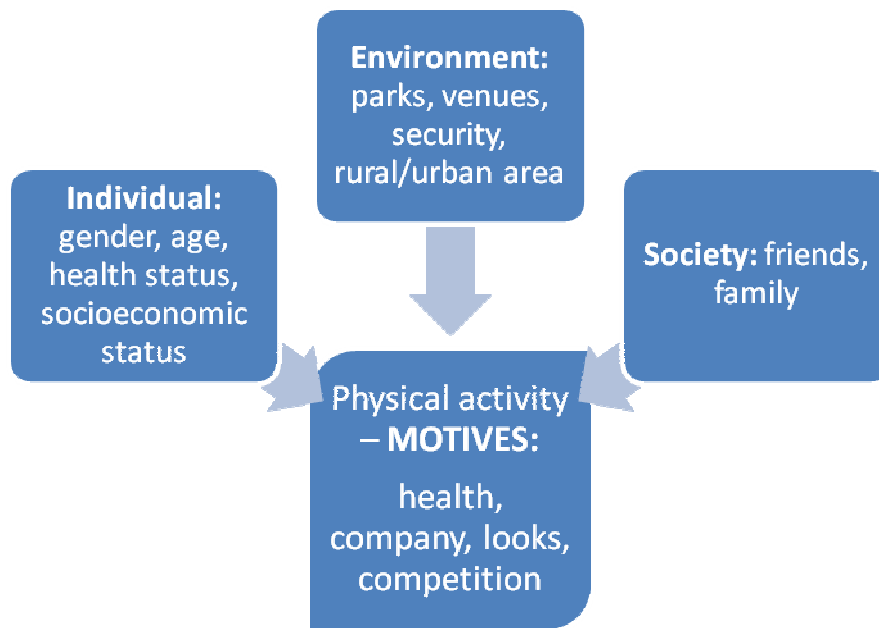 Environment:
parks, venues,
security,
rural/urban area
Individual:
gender, age,
health status,
socioeconomic
status
Society: friends,
family
Physical activity
– MOTIVES:
health,
company, looks,
competition